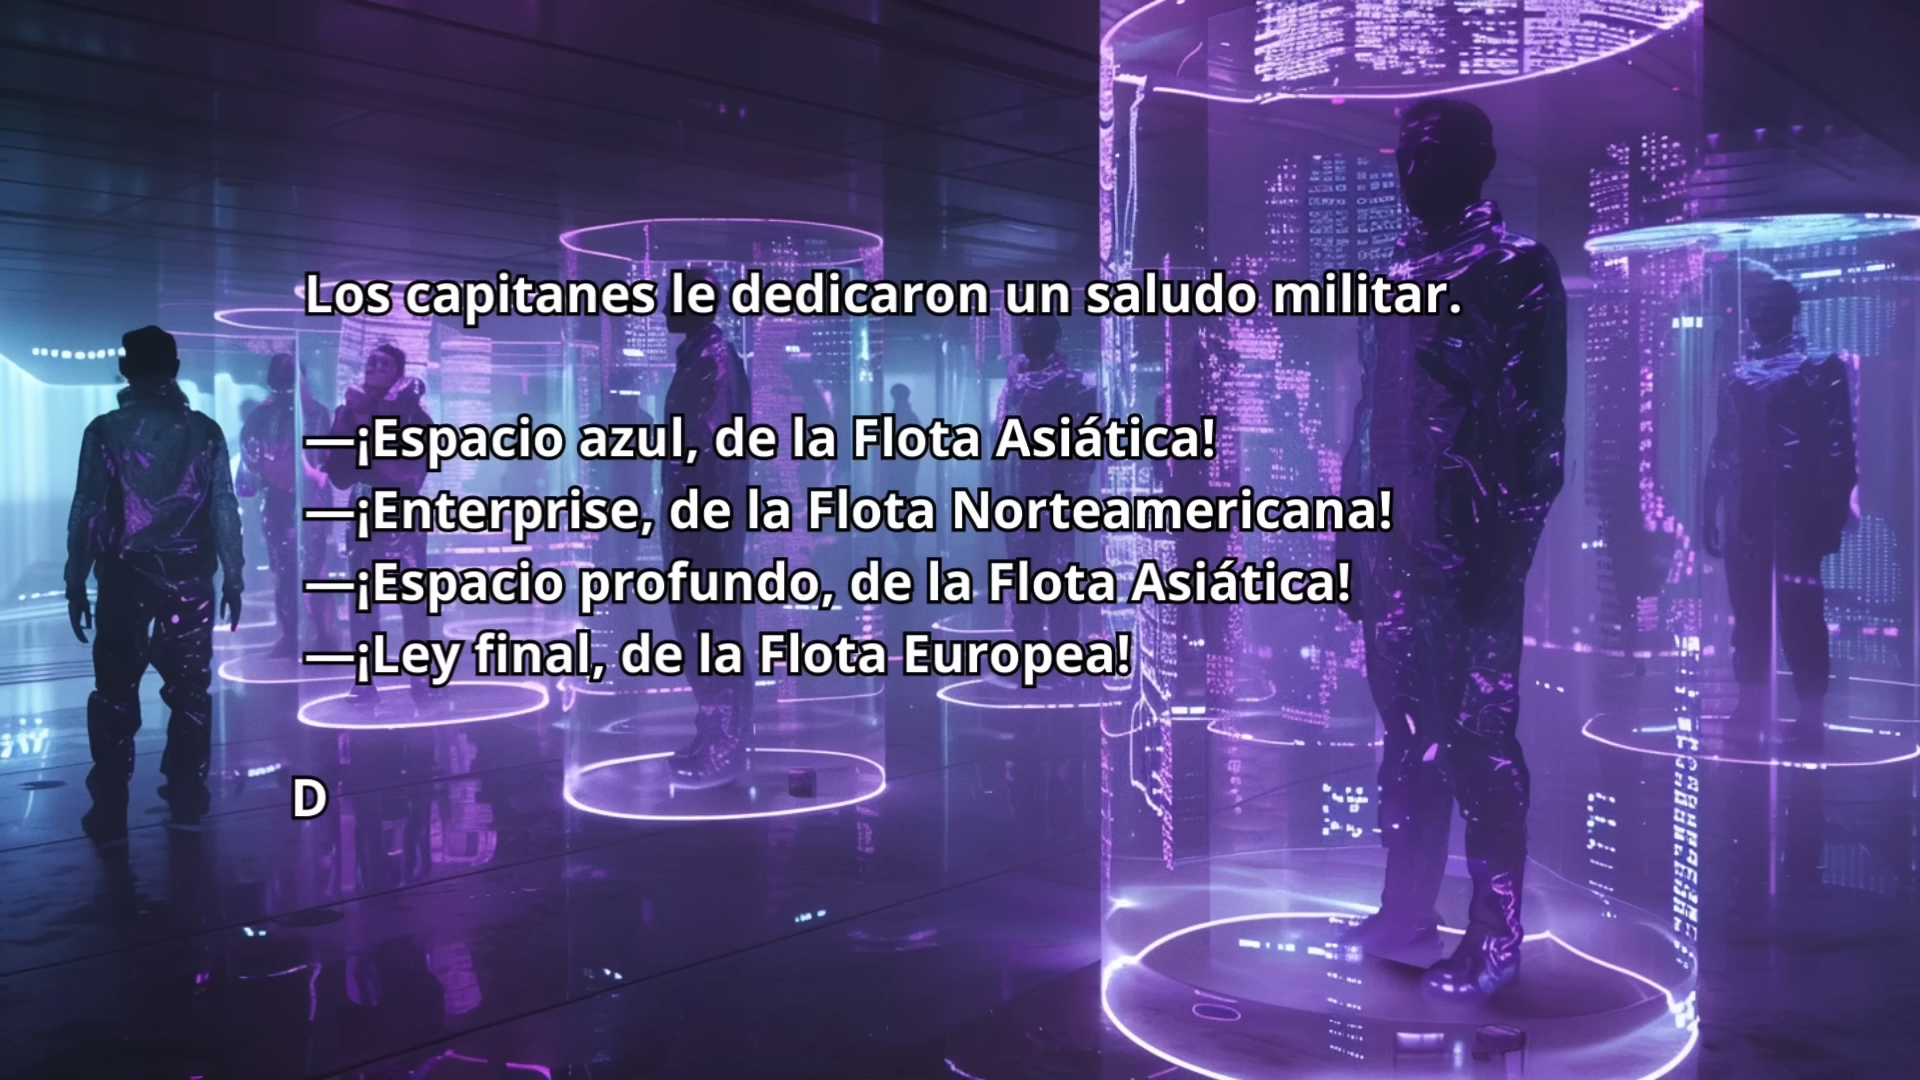 Los capitanes le dedicaron un saludo militar.
—¡Espacio azul, de la Flota Asiática!
—¡Enterprise, de la Flota Norteamericana!
—¡Espacio profundo, de la Flota Asiática!
—¡Ley final, de la Flota Europea!
D